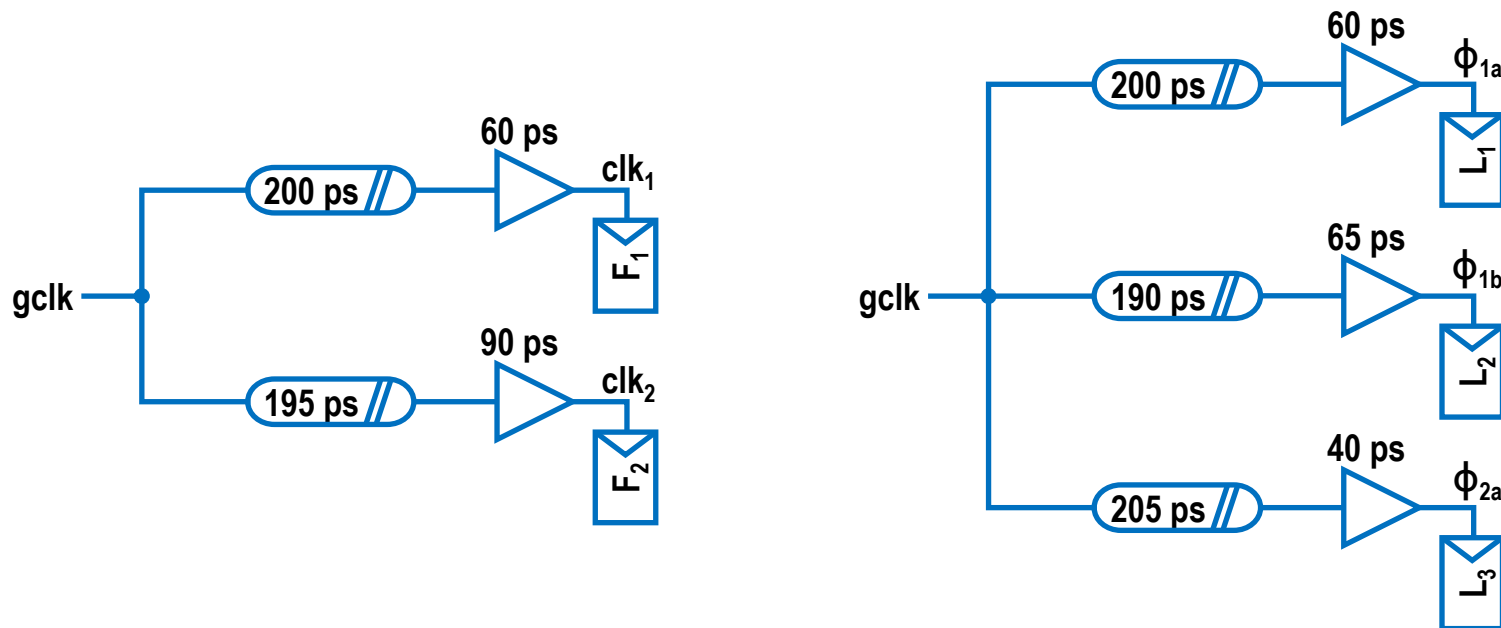 60 ps
clk₁
200 ps
F₁
gclk
90 ps
clk₂
195 ps
F₂
60 ps
ϕ₁ₐ
200 ps
L₁
65 ps
ϕ1b
gclk
190 ps
L₂
40 ps
ϕ₂ₐ
205 ps
L₃